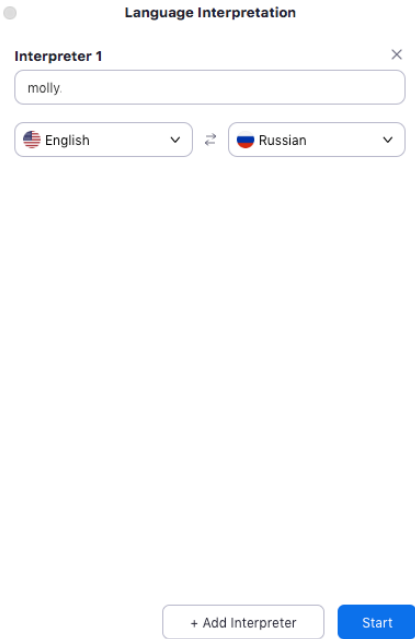 Language Interpretation
Interpreter 1
molly.
English Russian
+ Add Interpreter Start